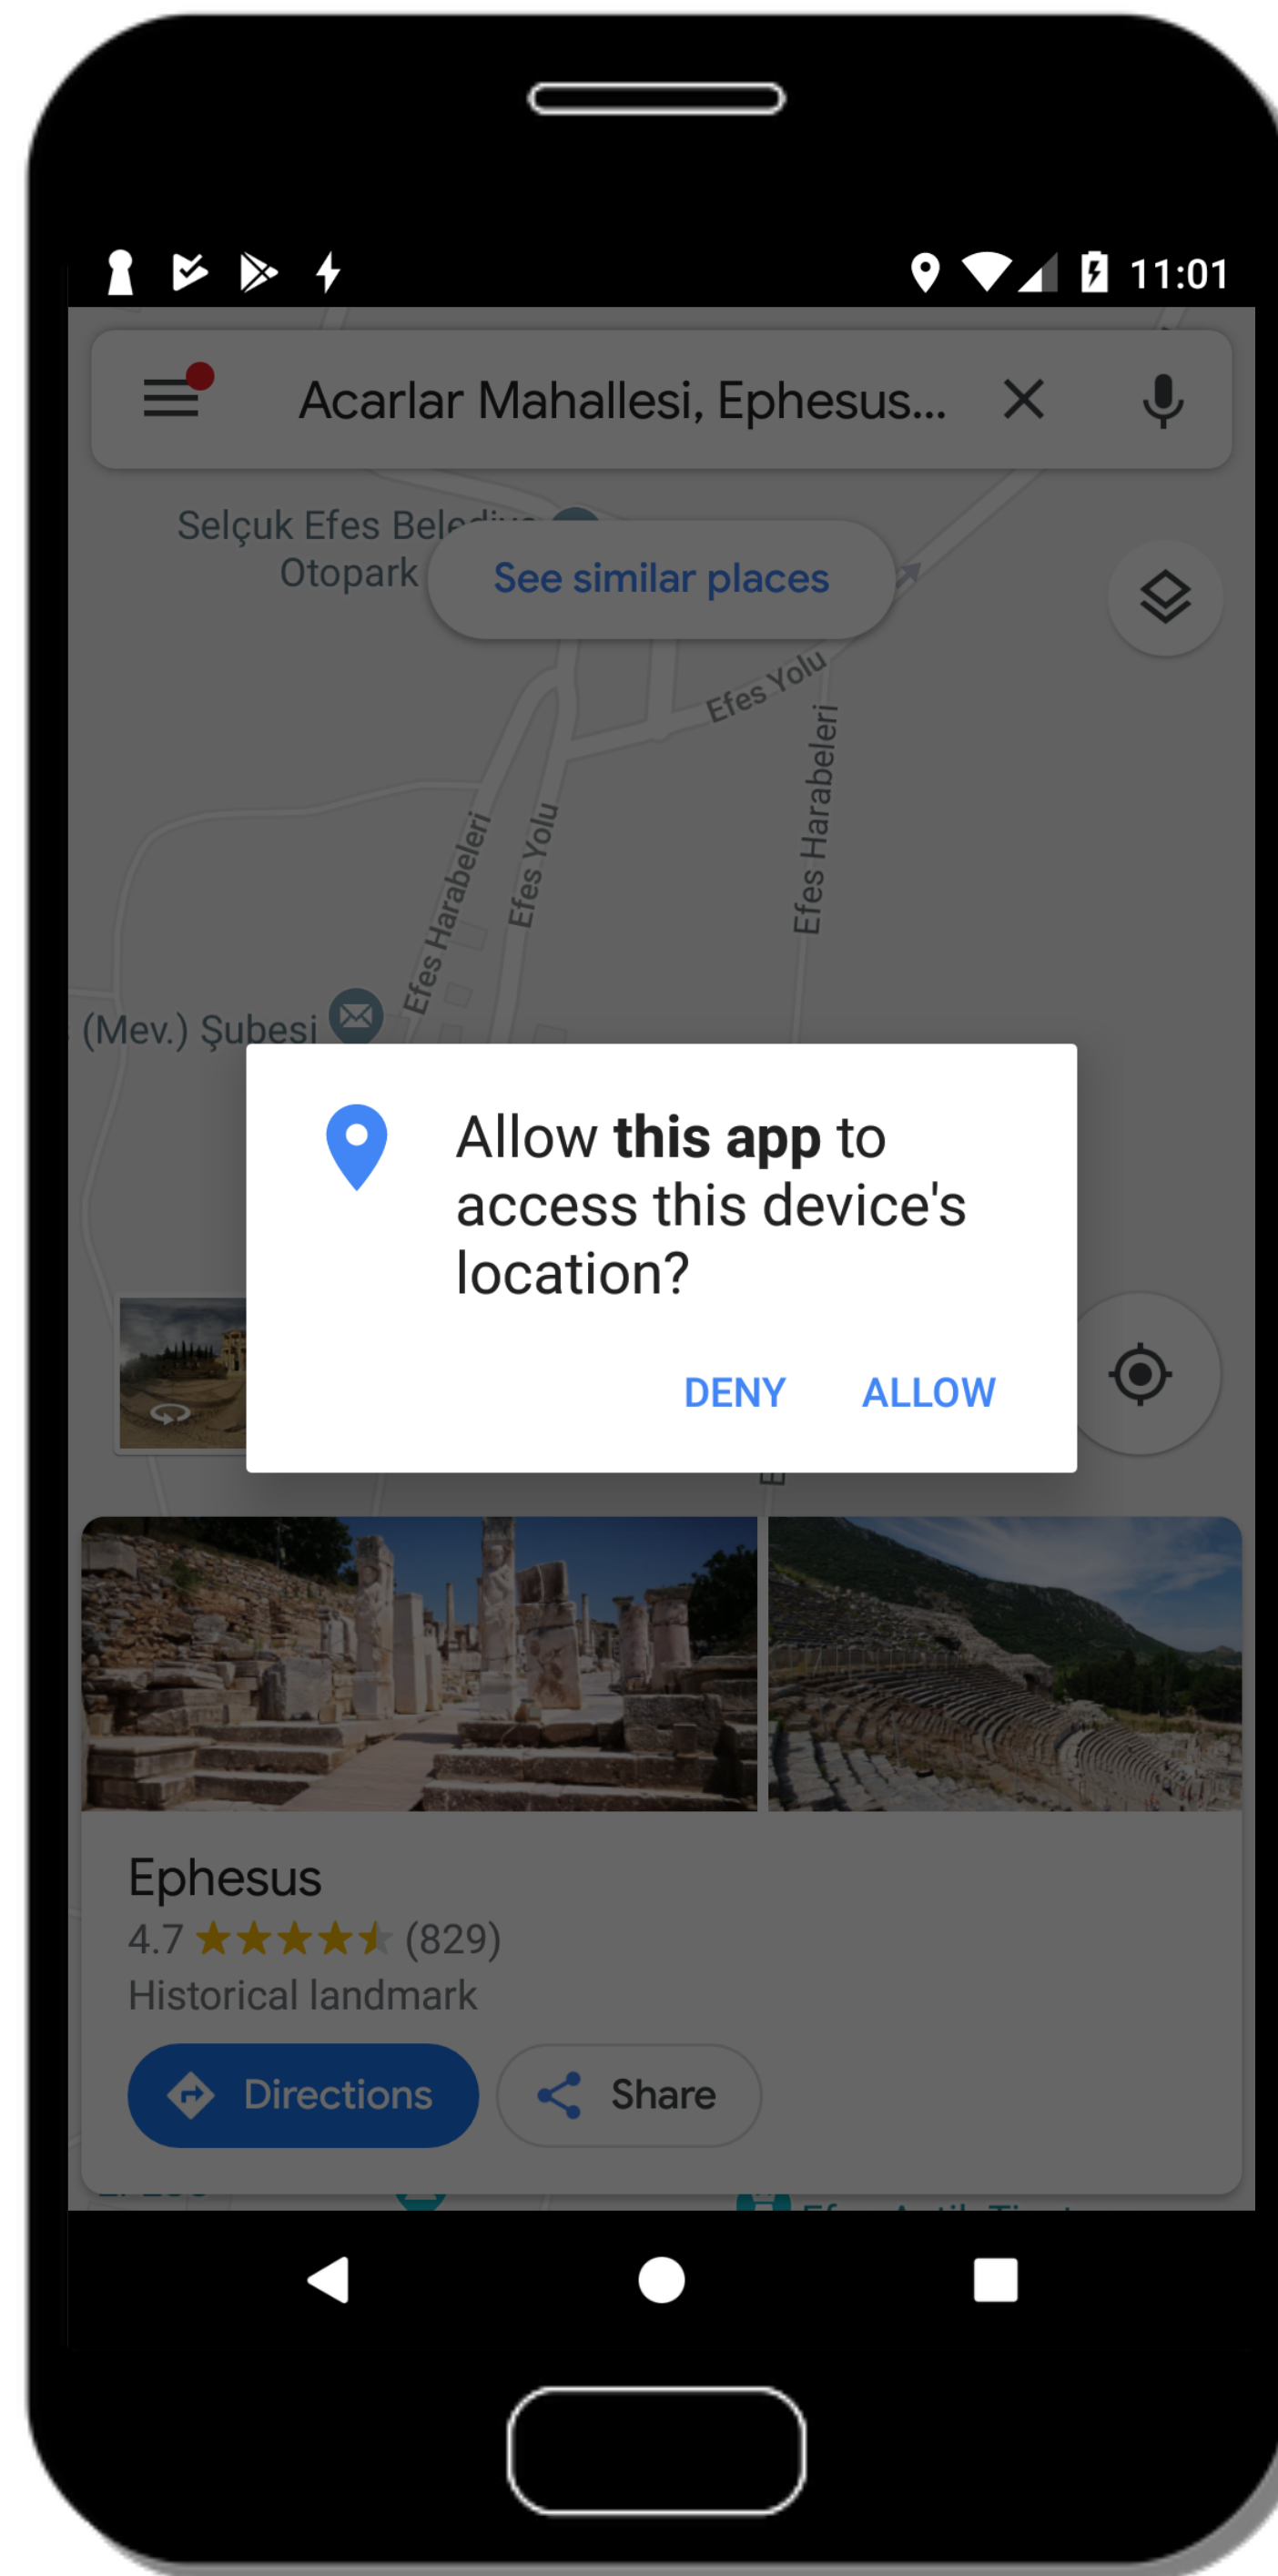 11:01
Acarlar Mahallesi, Ephesus...
Selçuk Efes
Otopark
See similar places
Efes Yolu
Efes Harabeleri
Efes Harabeleri
Efes Yolu
(Mev.) Şubesi
Allow this app to
access this device's
location?
DENY ALLOW
Ephesus
4.7 (829)
Historical landmark
Directions Share